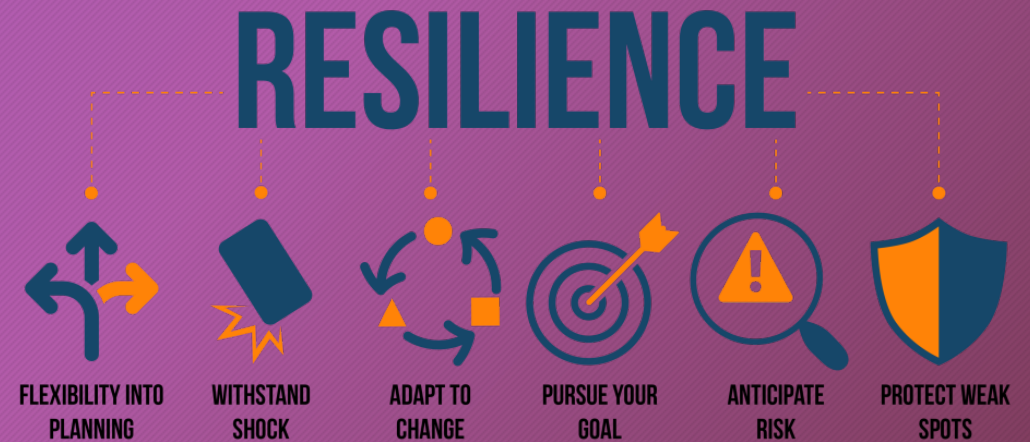 RESILIENCE
FLEXIBILITY INTO
PLANNING
WITHSTAND
SHOCK
ADAPT TO
CHANGE
PURSUE YOUR
GOAL
ANTICIPATE
RISK
PROTECT WEAK
SPOTS